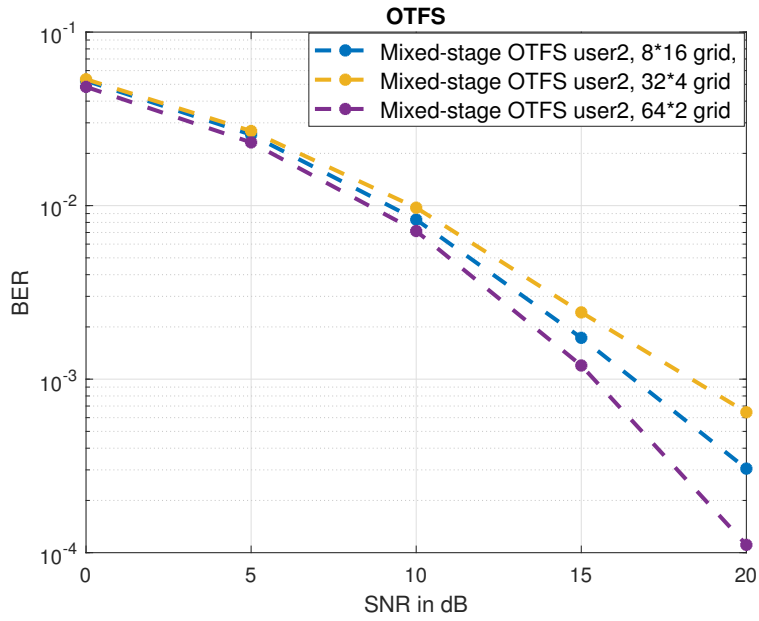 OTFS
10^-1
Mixed-stage OTFS user2, 8*16 grid,
Mixed-stage OTFS user2, 32*4 grid
Mixed-stage OTFS user2, 64*2 grid
10^-2
BER
10^-3
10^-4
0 5 10 15 20
SNR in dB